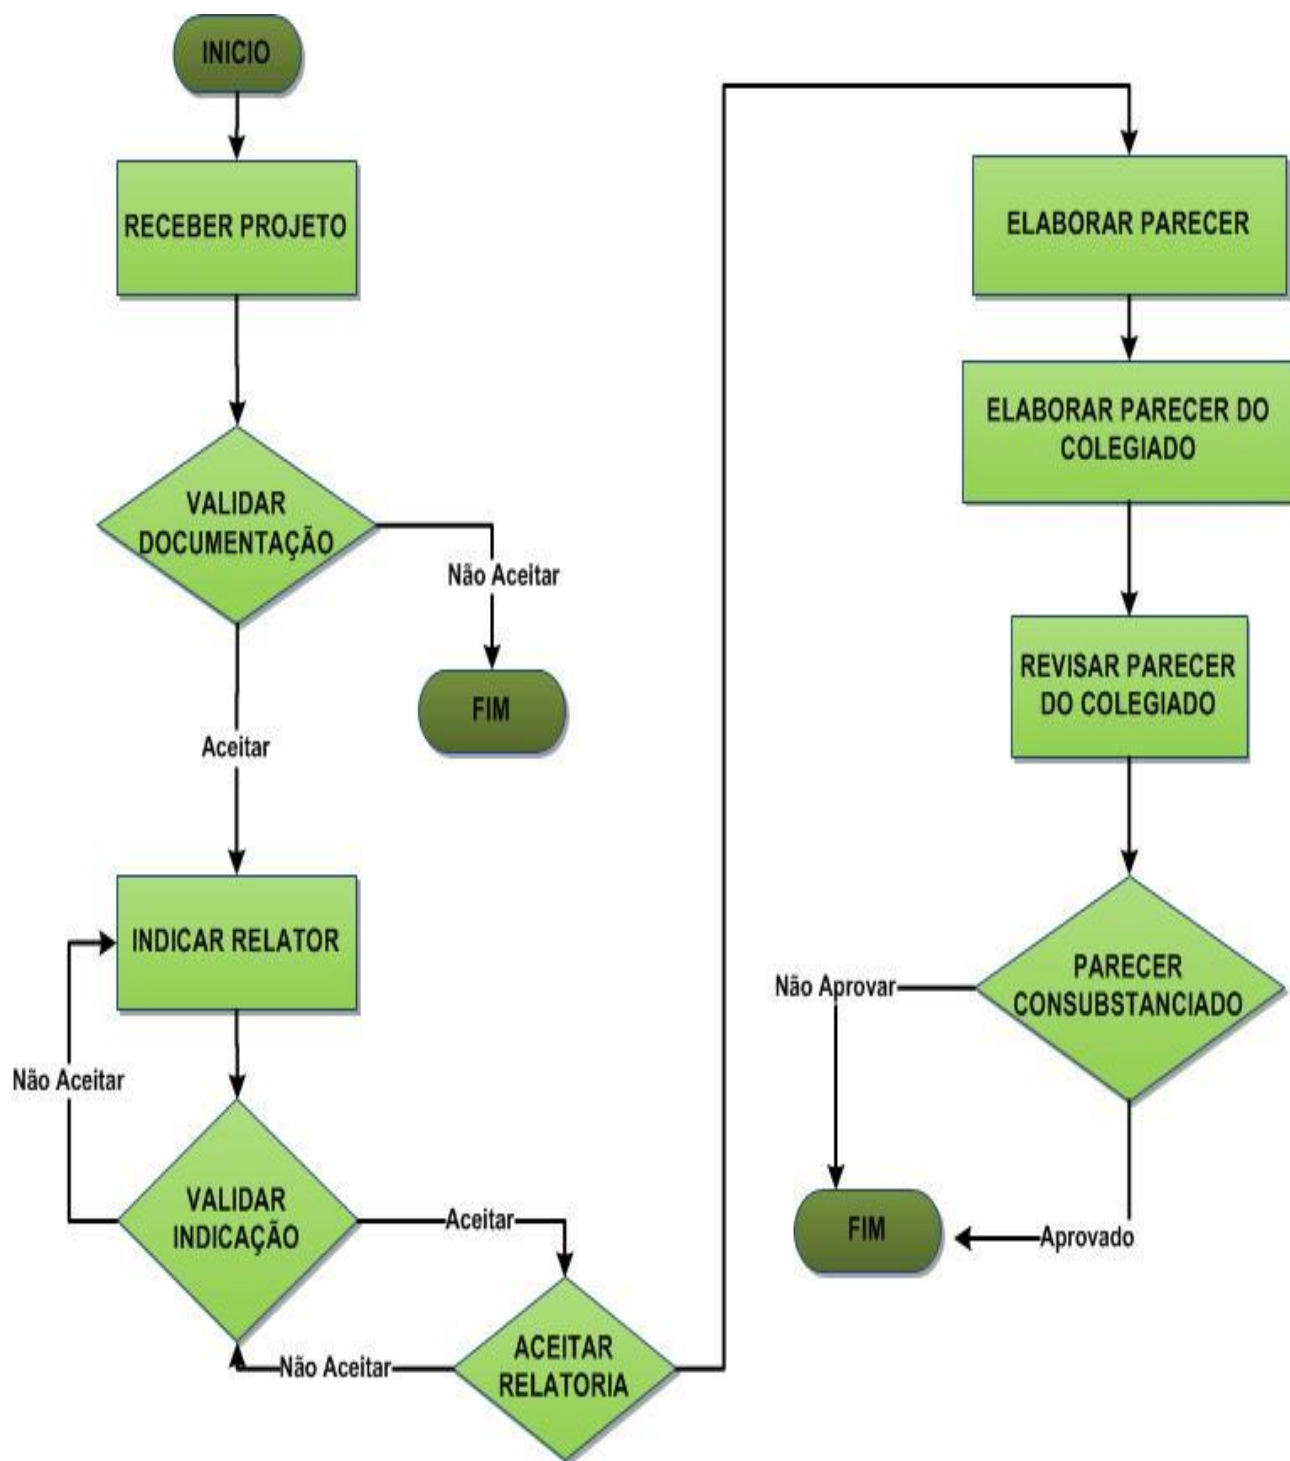 INICIO
RECEBER PROJETO
VALIDAR
DOCUMENTAÇÃO
Não Aceitar
FIM
Aceitar
INDICAR RELATOR
Não Aceitar
VALIDAR
INDICAÇÃO
Aceitar
ACEITAR
RELATORIA
Não Aceitar
ELABORAR PARECER
ELABORAR PARECER DO
COLEGIADO
REVISAR PARECER
DO COLEGIADO
PARECER
CONSUBSTANCIADO
Não Aprovar
FIM
Aprovado